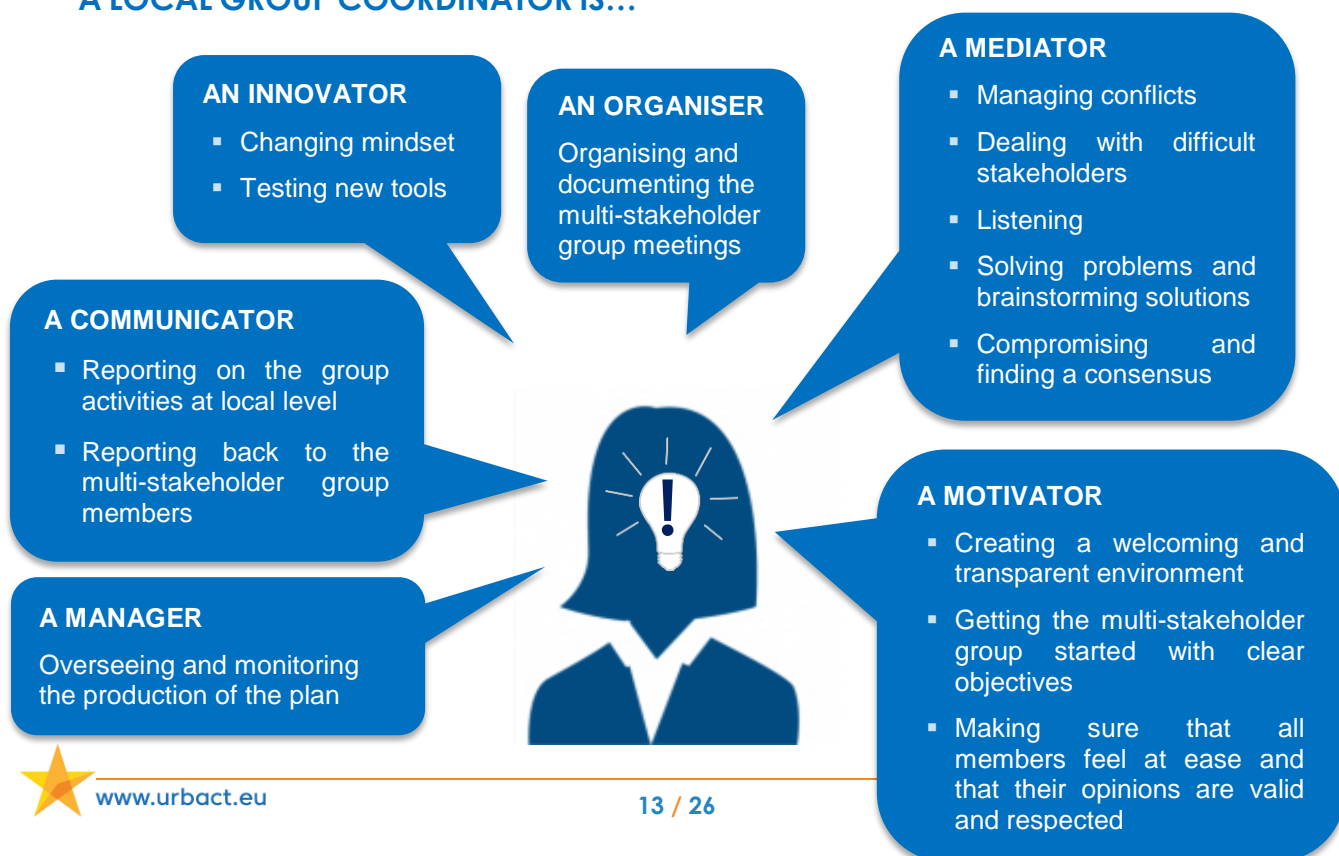 A LOCAL GROUP COORDINATOR IS…
AN INNOVATOR
▪ Changing mindset
▪ Testing new tools
AN ORGANISER
Organising and
documenting the
multi-stakeholder
group meetings
A MEDIATOR
▪ Managing conflicts
▪ Dealing with difficult
stakeholders
▪ Listening
▪ Solving problems and
brainstorming solutions
▪ Compromising and
finding a consensus
A COMMUNICATOR
▪ Reporting on the group
activities at local level
▪ Reporting back to the
multi-stakeholder group
members
A MANAGER
Overseeing and monitoring
the production of the plan
!
A MOTIVATOR
▪ Creating a welcoming and
transparent environment
▪ Getting the multi-stakeholder
group started with clear
objectives
▪ Making sure that all
members feel at ease and
that their opinions are valid
and respected
www.urbact.eu
13 / 26